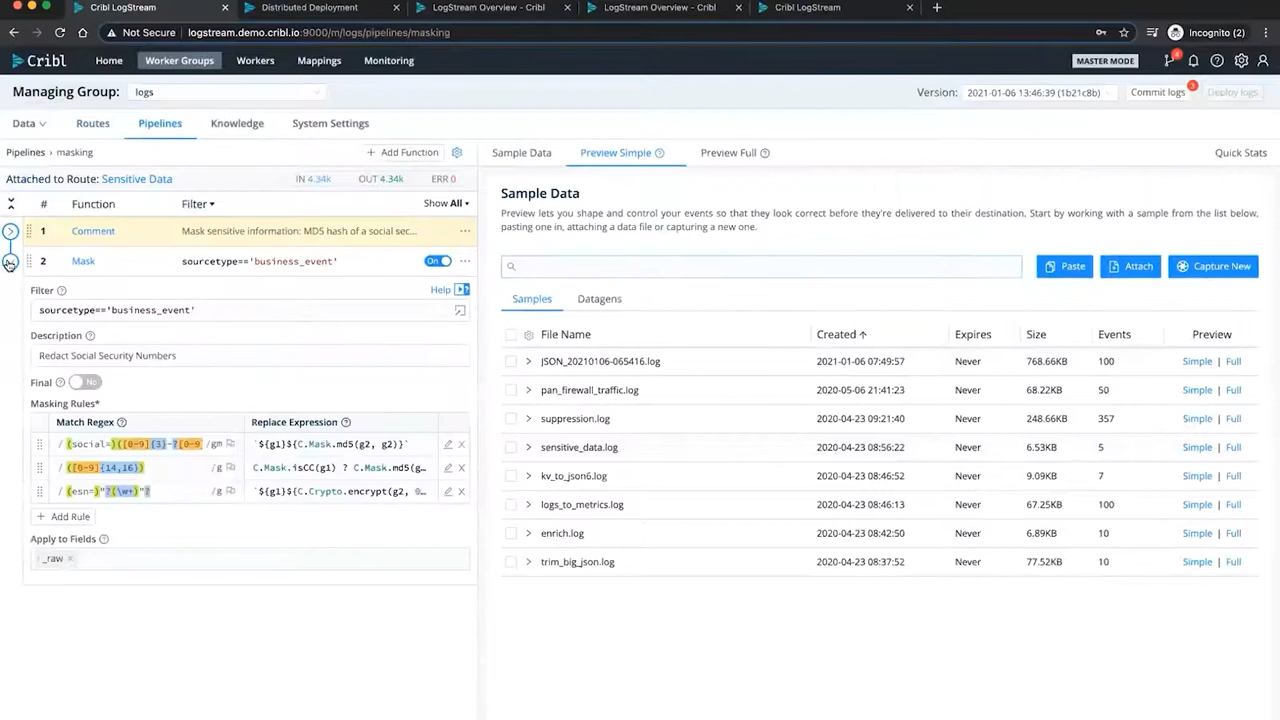 Cribl LogStream
Distributed Deployment
LogStream Overview - Cribl
LogStream Overview - Cribl
Cribl LogStream
Not Secure
logstream.demo.cribl.io:9000/m/logs/pipelines/masking
Incognito (2)
Cribl
Home
Worker Groups
Workers
Mappings
Monitoring
MASTER MODE
Managing Group:
logs
Version:
2021-01-06 13:46:39 (1b21c8b)
Commit logs
3
Deploy logs
Data
Routes
Pipelines
Knowledge
System Settings
Pipelines > masking
+ Add Function
Attached to Route: Sensitive Data
IN 4.34k
OUT 4.34k
ERR 0
# Function Filter
Show All
1 Comment Mask sensitive information: MD5 hash of a social sec...
2 Mask sourcetype=='business_event' On
Filter
Help
sourcetype=='business_event'
Description
Redact Social Security Numbers
Final
No
Masking Rules*
Match Regex
Replace Expression
/ (social=)([0-9]{3}-?[0-9 /gm `${g1}${C.Mask.md5(g2, g2)}`
/ ([0-9]{14,16}) /g C.Mask.isCC(g1) ? C.Mask.md5(g…
/ (esn=)"?(\w+)"? /g `${g1}${C.Crypto.encrypt(g2, 0…
+ Add Rule
Apply to Fields
_raw ×
Sample Data
Preview Simple
Preview Full
Quick Stats
Sample Data
Preview lets you shape and control your events so that they look correct before they're delivered to their destination. Start by working with a sample from the list below,
pasting one in, attaching a data file or capturing a new one.
Paste
Attach
Capture New
Samples
Datagens
File Name Created Expires Size Events Preview
JSON_20210106-065416.log 2021-01-06 07:49:57 Never 768.66KB 100 Simple | Full
pan_firewall_traffic.log 2020-05-06 21:41:23 Never 68.22KB 50 Simple | Full
suppression.log 2020-04-23 09:21:40 Never 248.66KB 357 Simple | Full
sensitive_data.log 2020-04-23 08:56:22 Never 6.53KB 5 Simple | Full
kv_to_json6.log 2020-04-23 08:46:52 Never 9.09KB 7 Simple | Full
logs_to_metrics.log 2020-04-23 08:46:13 Never 67.25KB 100 Simple | Full
enrich.log 2020-04-23 08:42:50 Never 6.89KB 10 Simple | Full
trim_big_json.log 2020-04-23 08:37:52 Never 77.52KB 10 Simple | Full